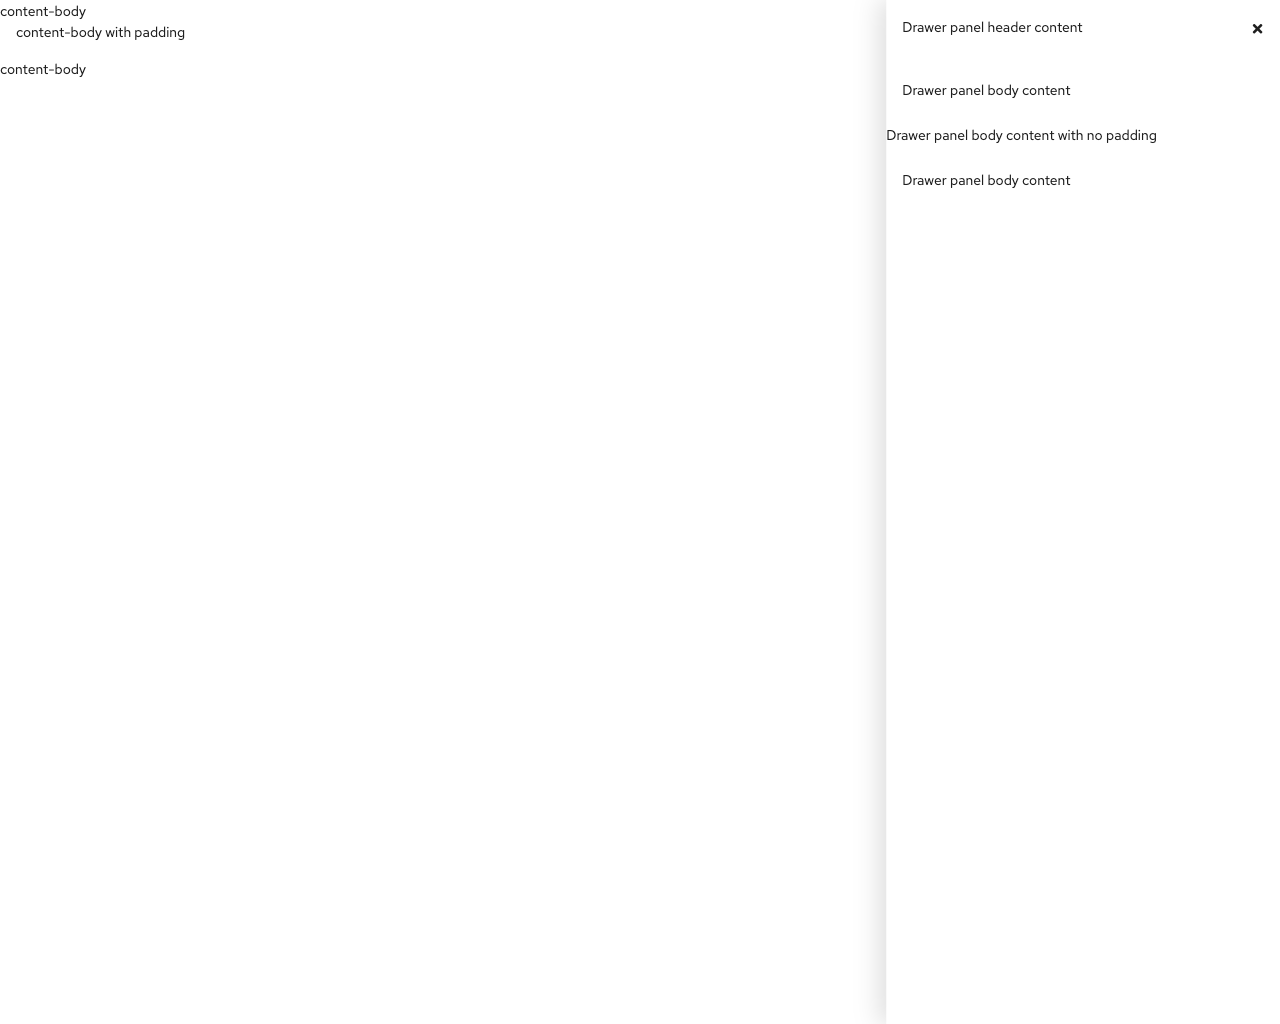 content-body
content-body with padding
content-body
Drawer panel header content
Drawer panel body content
Drawer panel body content with no padding
Drawer panel body content